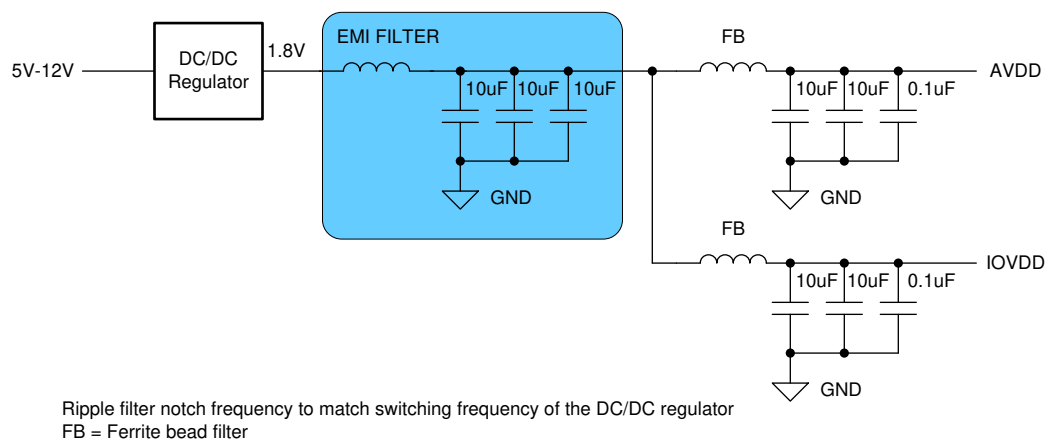 EMI FILTER
FB
5V-12V
DC/DC
Regulator
1.8V
10uF
10uF
10uF
10uF
10uF
0.1uF
AVDD
GND
GND
FB
10uF
10uF
0.1uF
IOVDD
GND
Ripple filter notch frequency to match switching frequency of the DC/DC regulator
FB = Ferrite bead filter